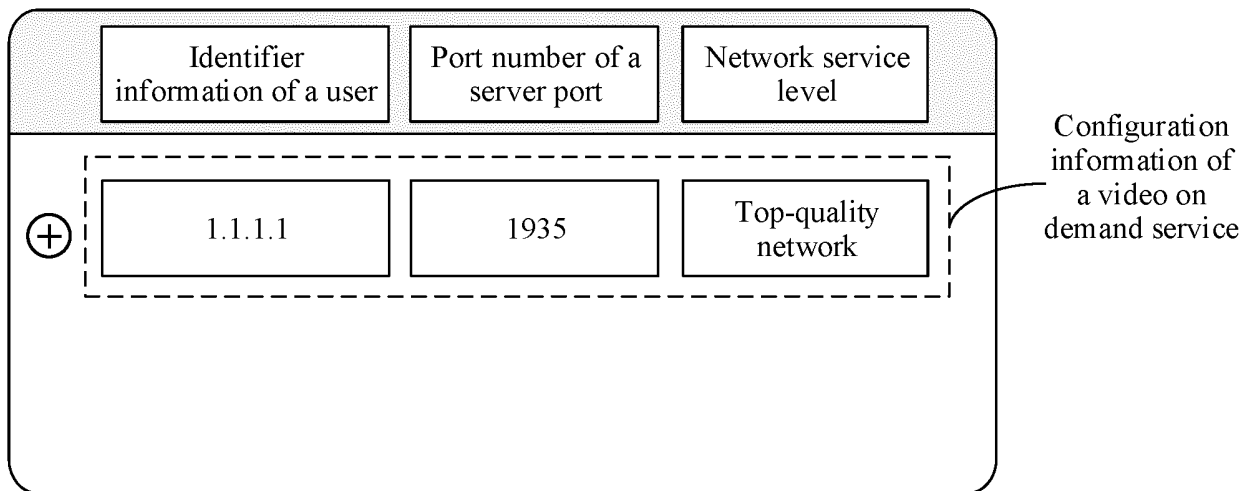 Identifier
information of a user
Port number of a
server port
Network service
level
1.1.1.1
1935
Top-quality
network
Configuration
information of
a video on
demand service